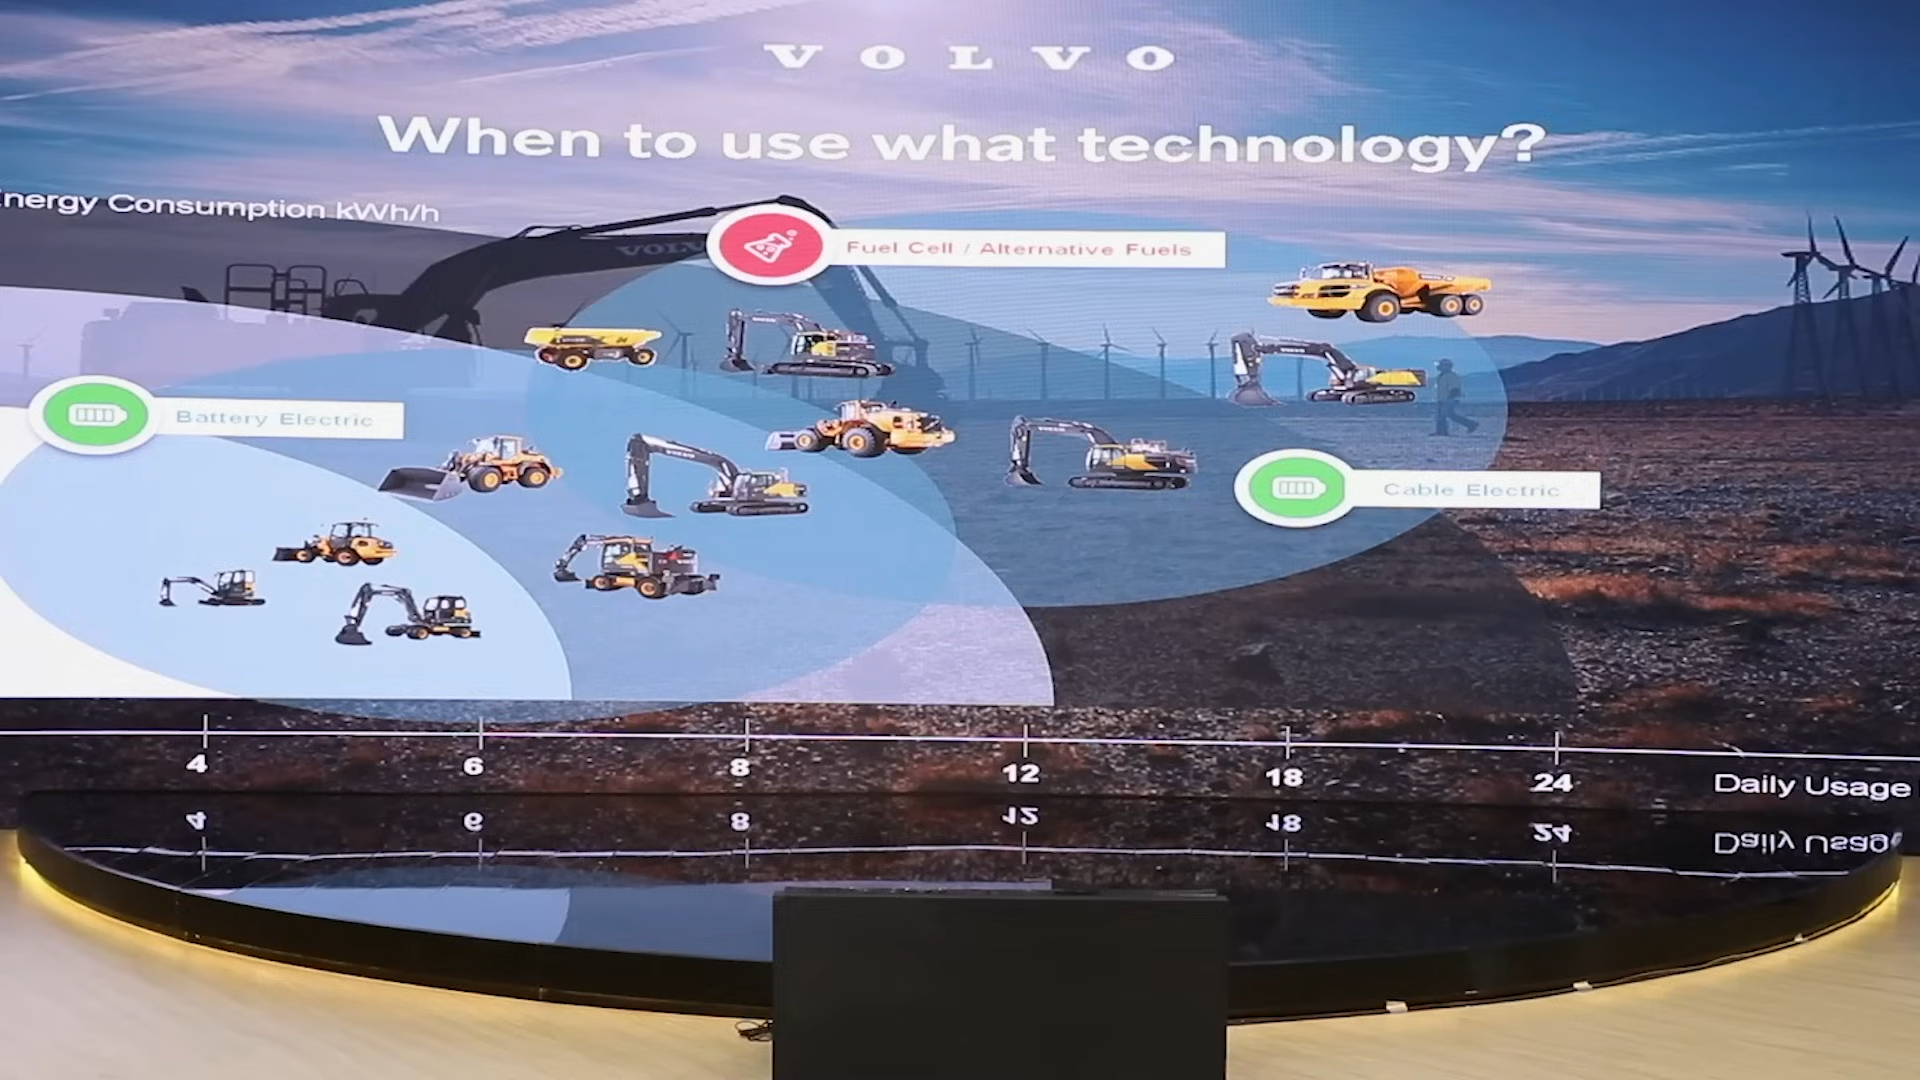 VOLVO
When to use what technology?
Energy Consumption kWh/h
VOLV
Fuel Cell / Alternative Fuels
Battery Electric
Cable Electric
4 6 8 12 18 24
Daily Usage